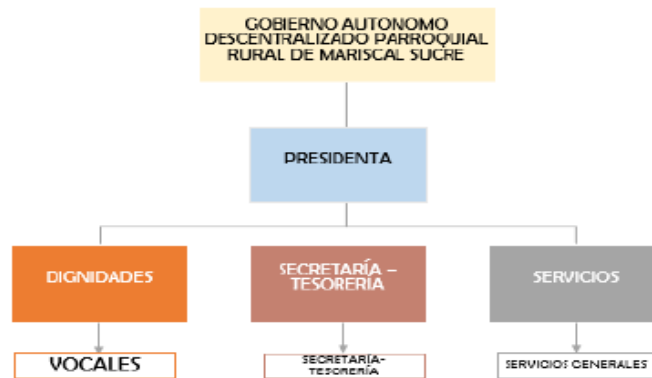 GOBIERNO AUTONOMO
DESCENTRALIZADO PARROQUIAL
RURAL DE MARISCAL SUCRE
PRESIDENTA
DIGNIDADES
SECRETARÍA –
TESORERÍA
SERVICIOS
VOCALES
SECRETARÍA-
TESORERÍA
SERVICIOS GENERALES